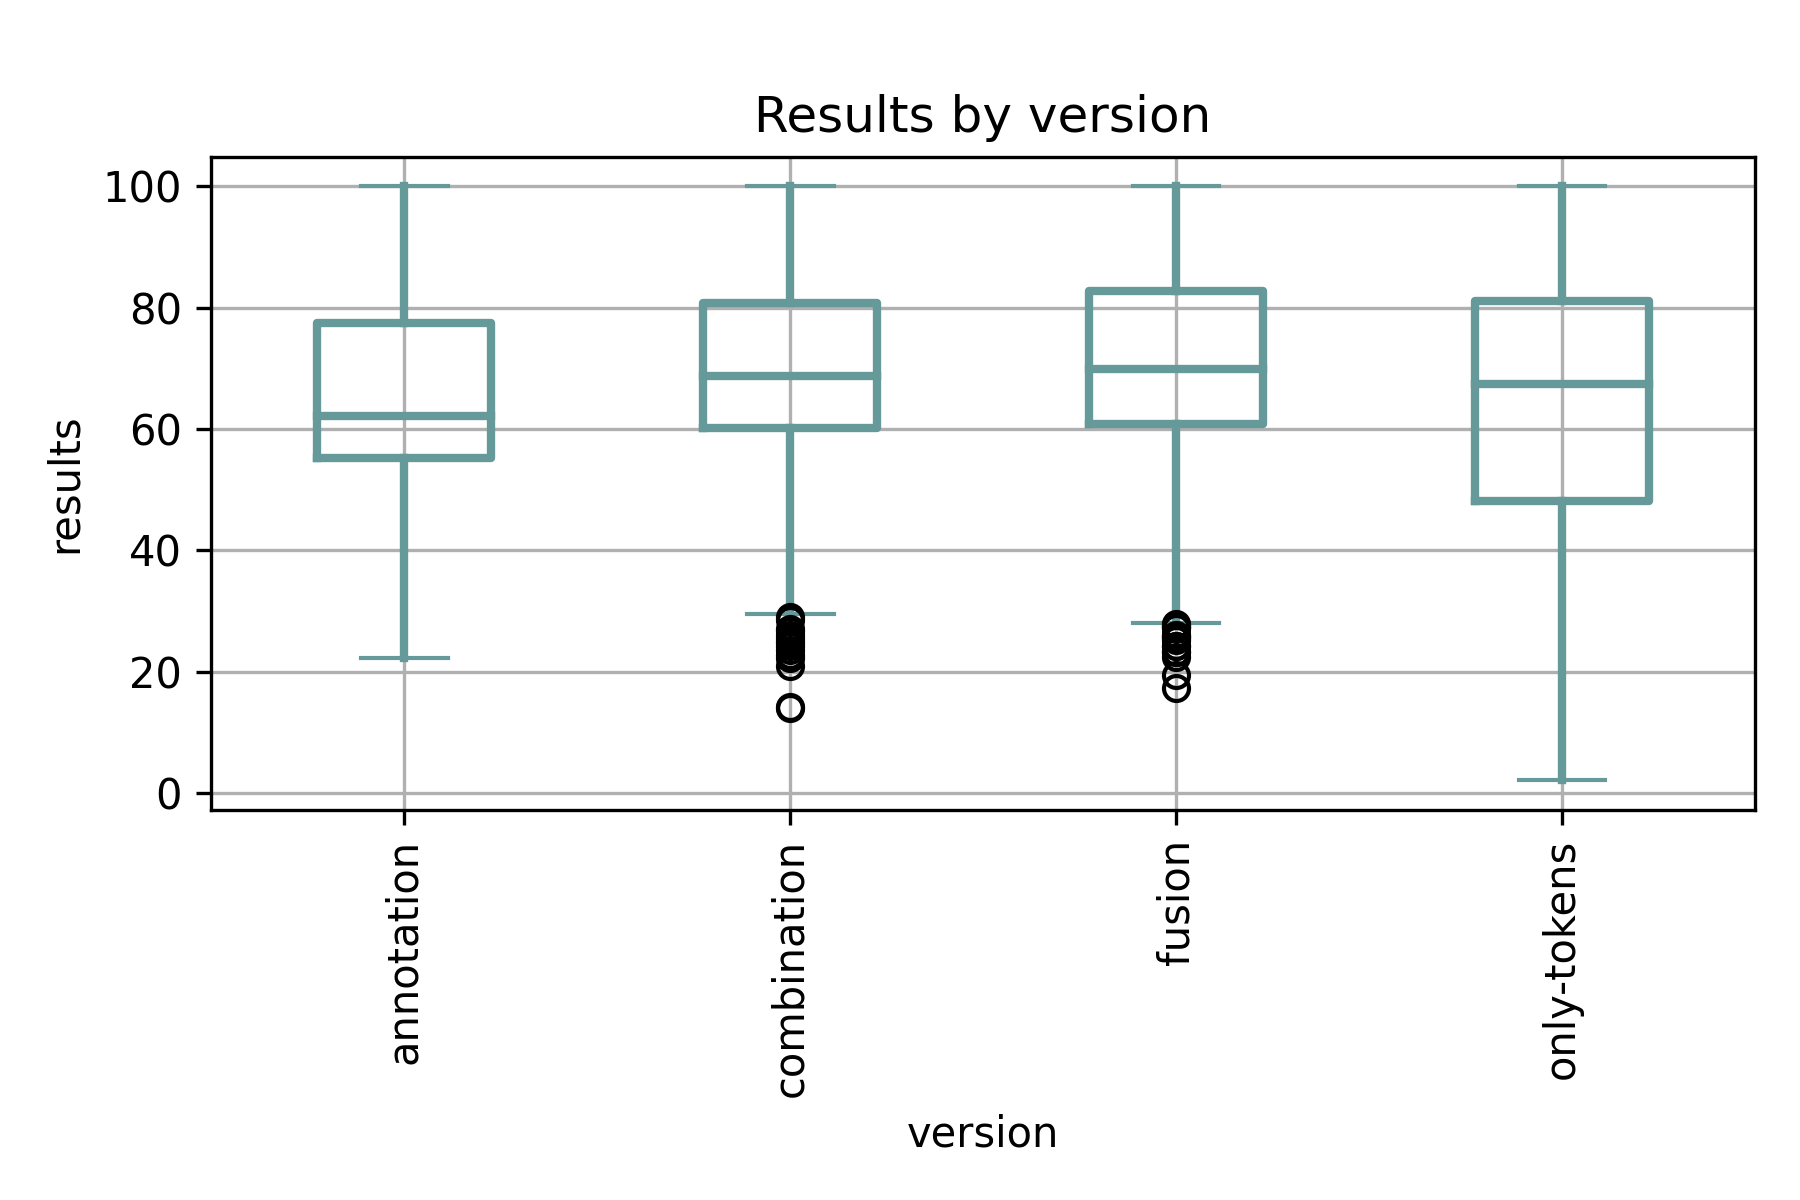 Results by version
100
80
60
40
20
0
results
annotation
combination
fusion
only-tokens
version